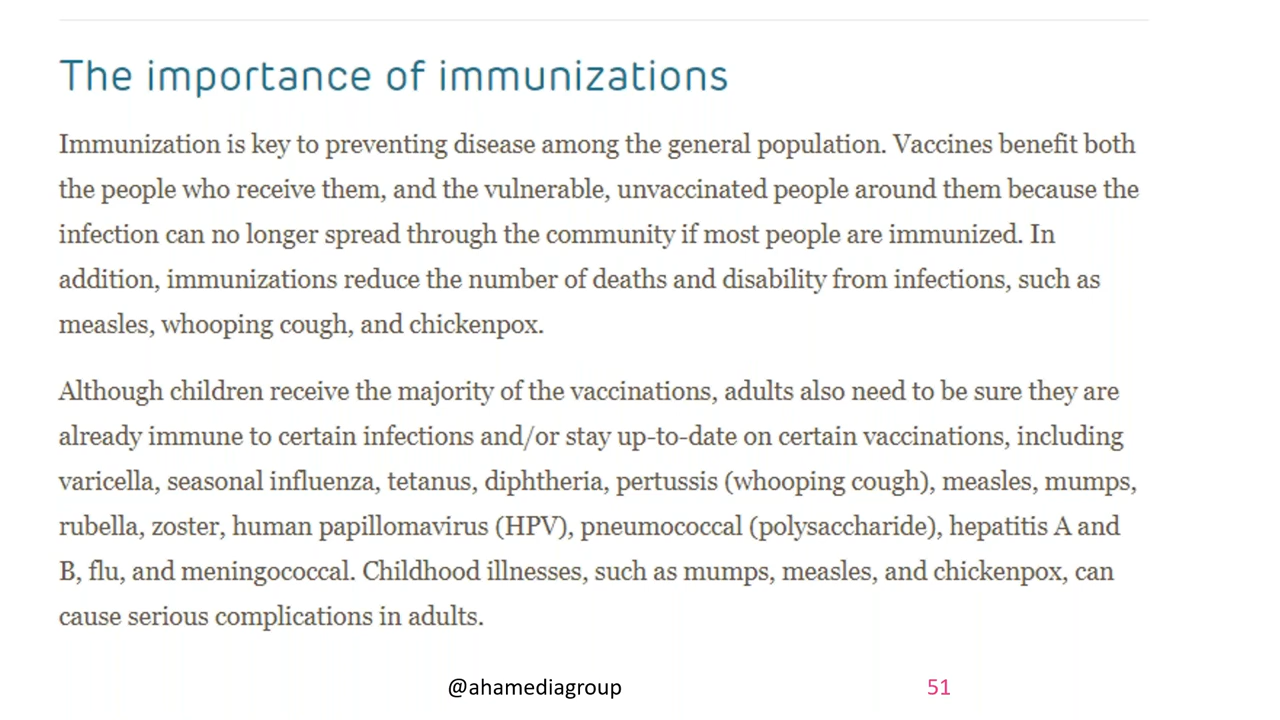 The importance of immunizations
Immunization is key to preventing disease among the general population. Vaccines benefit both
the people who receive them, and the vulnerable, unvaccinated people around them because the
infection can no longer spread through the community if most people are immunized. In
addition, immunizations reduce the number of deaths and disability from infections, such as
measles, whooping cough, and chickenpox.
Although children receive the majority of the vaccinations, adults also need to be sure they are
already immune to certain infections and/or stay up-to-date on certain vaccinations, including
varicella, seasonal influenza, tetanus, diphtheria, pertussis (whooping cough), measles, mumps,
rubella, zoster, human papillomavirus (HPV), pneumococcal (polysaccharide), hepatitis A and
B, flu, and meningococcal. Childhood illnesses, such as mumps, measles, and chickenpox, can
cause serious complications in adults.
@ahamediagroup
51